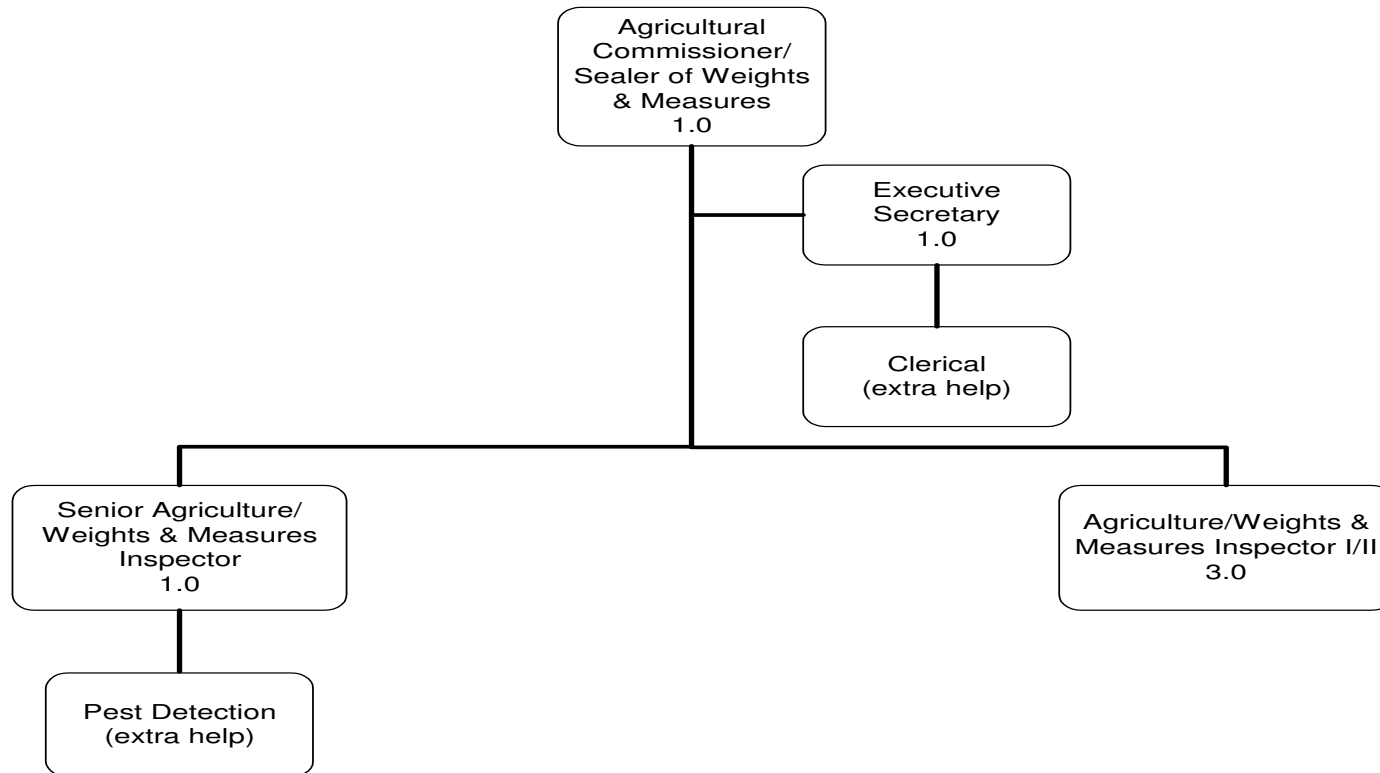 Agricultural
Commissioner/
Sealer of Weights
& Measures
1.0
Executive
Secretary
1.0
Clerical
(extra help)
Senior Agriculture/
Weights & Measures
Inspector
1.0
Agriculture/Weights &
Measures Inspector I/II
3.0
Pest Detection
(extra help)